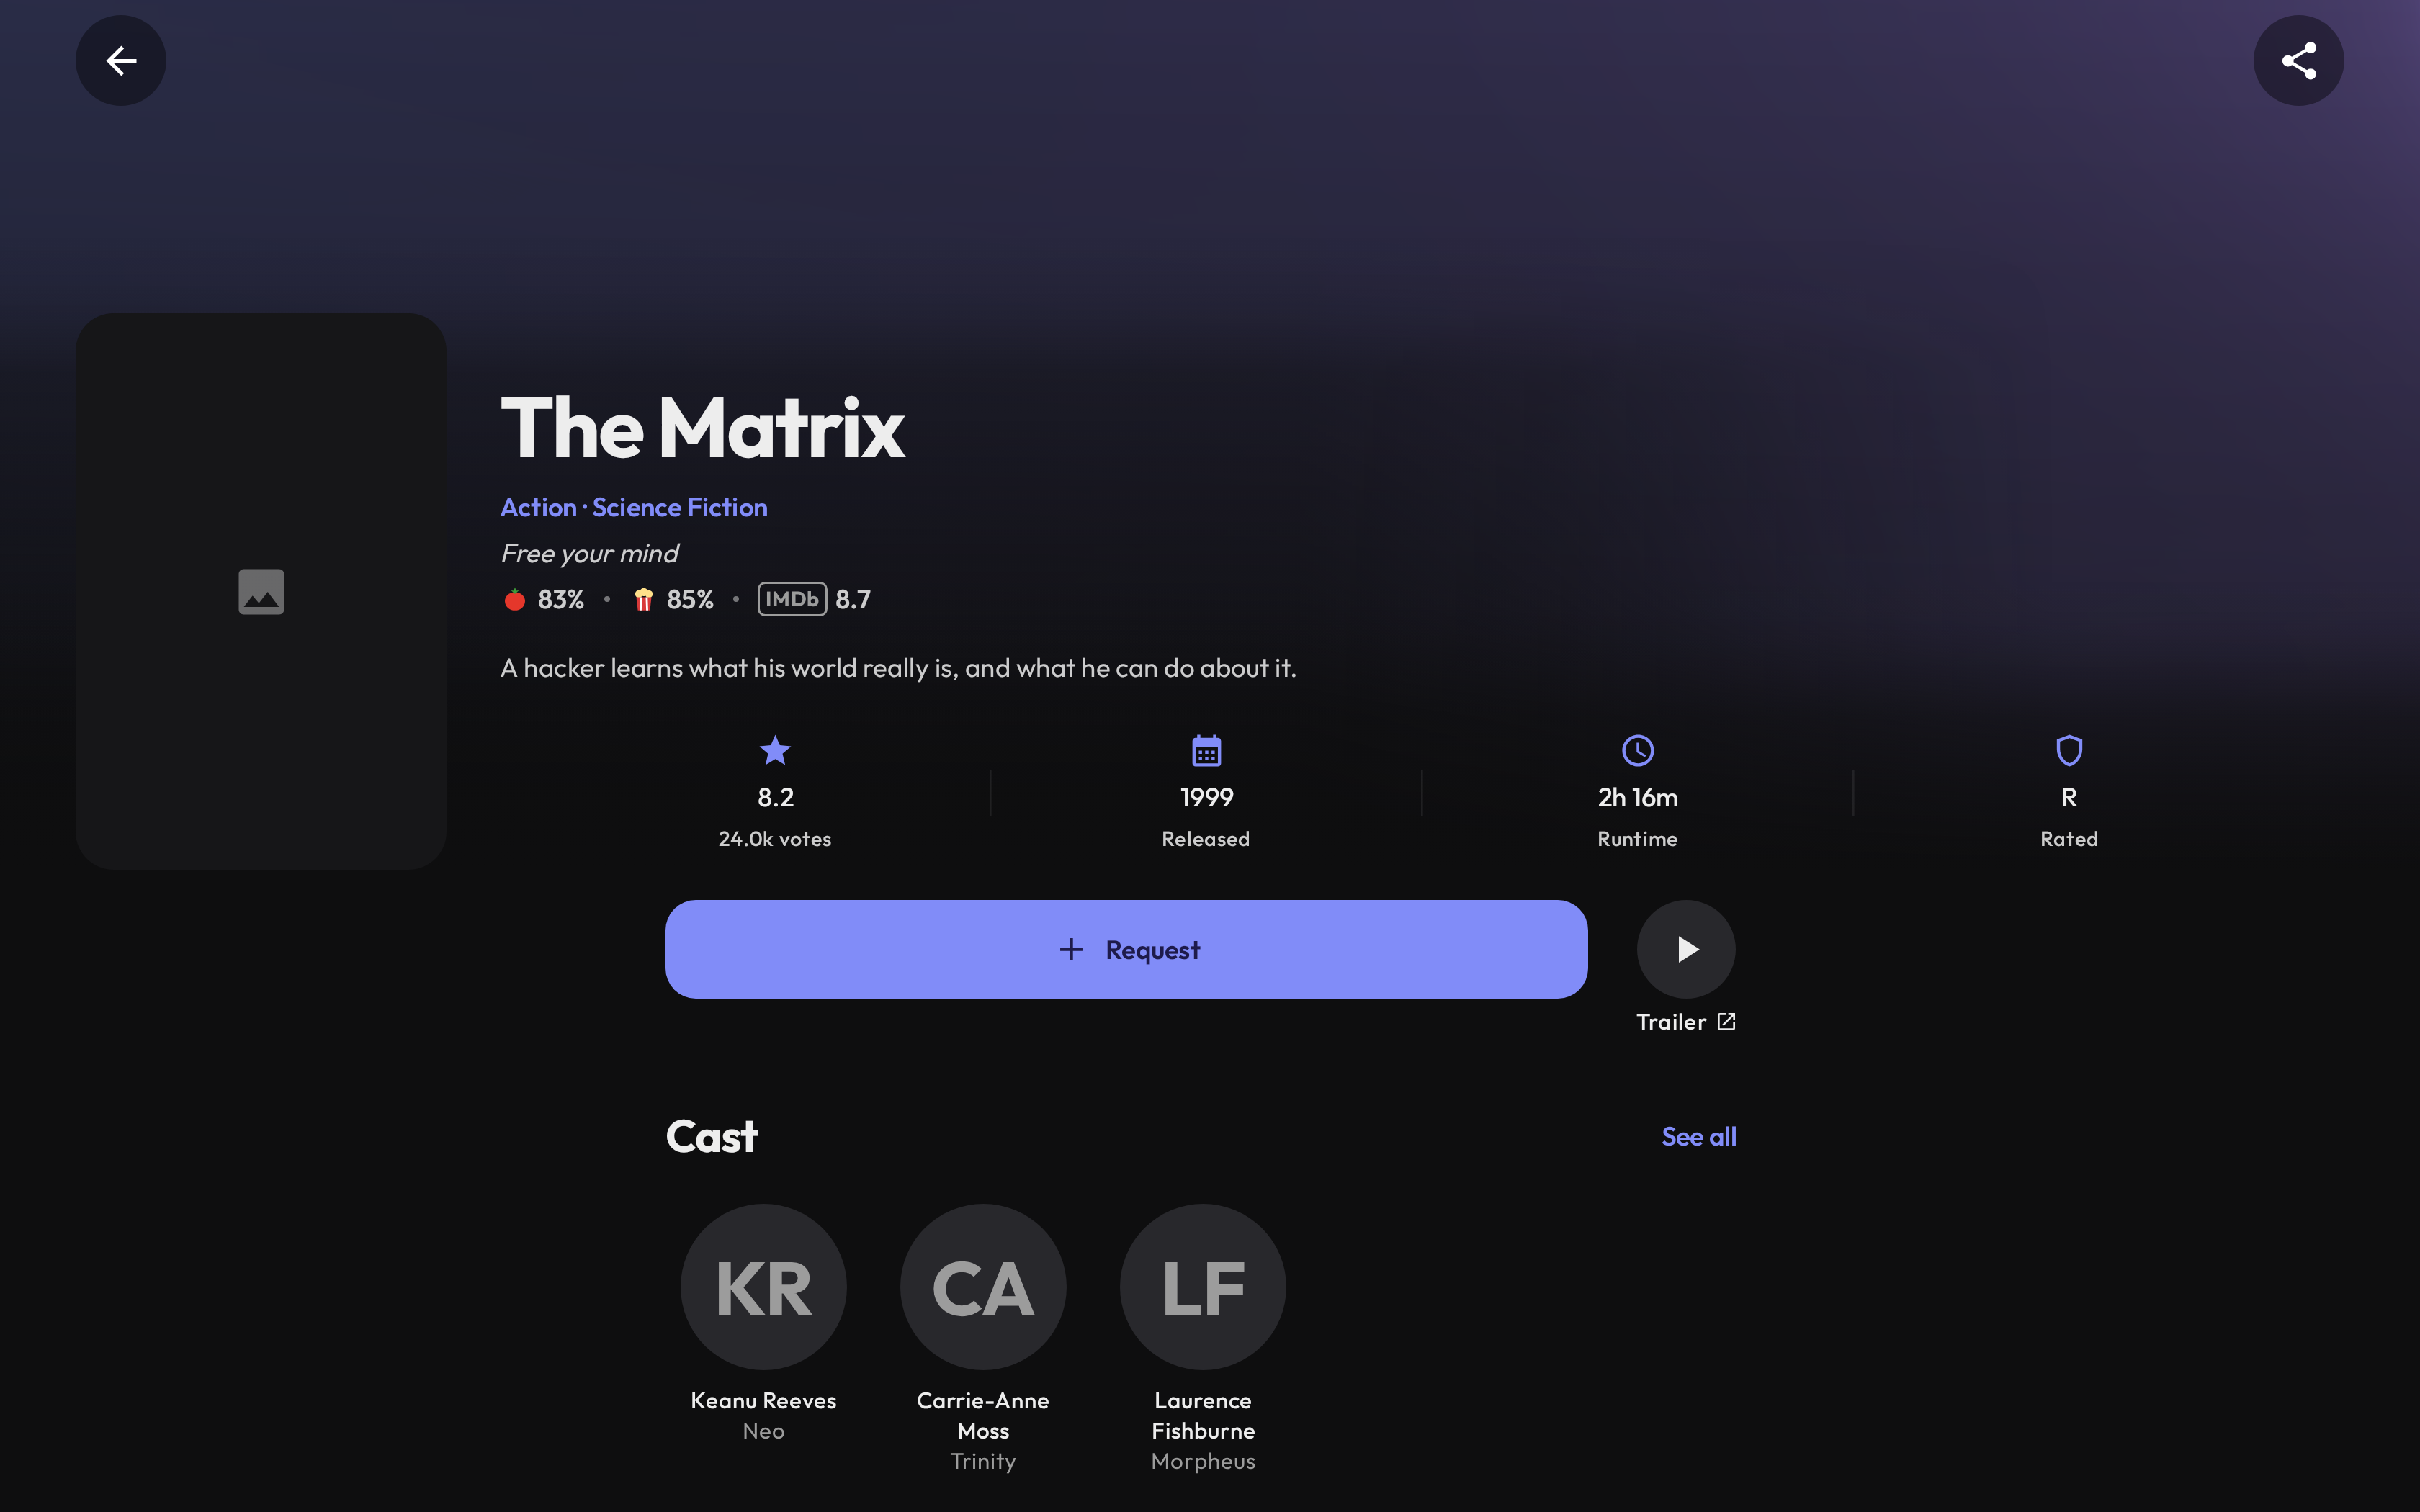 The Matrix
Action · Science Fiction
Free your mind
83% • 85% • IMDb 8.7
A hacker learns what his world really is, and what he can do about it.
8.2
24.0k votes
1999
Released
2h 16m
Runtime
R
Rated
Request
Trailer
Cast
See all
KR
Keanu Reeves
Neo
CA
Carrie-Anne
Moss
Trinity
LF
Laurence
Fishburne
Morpheus